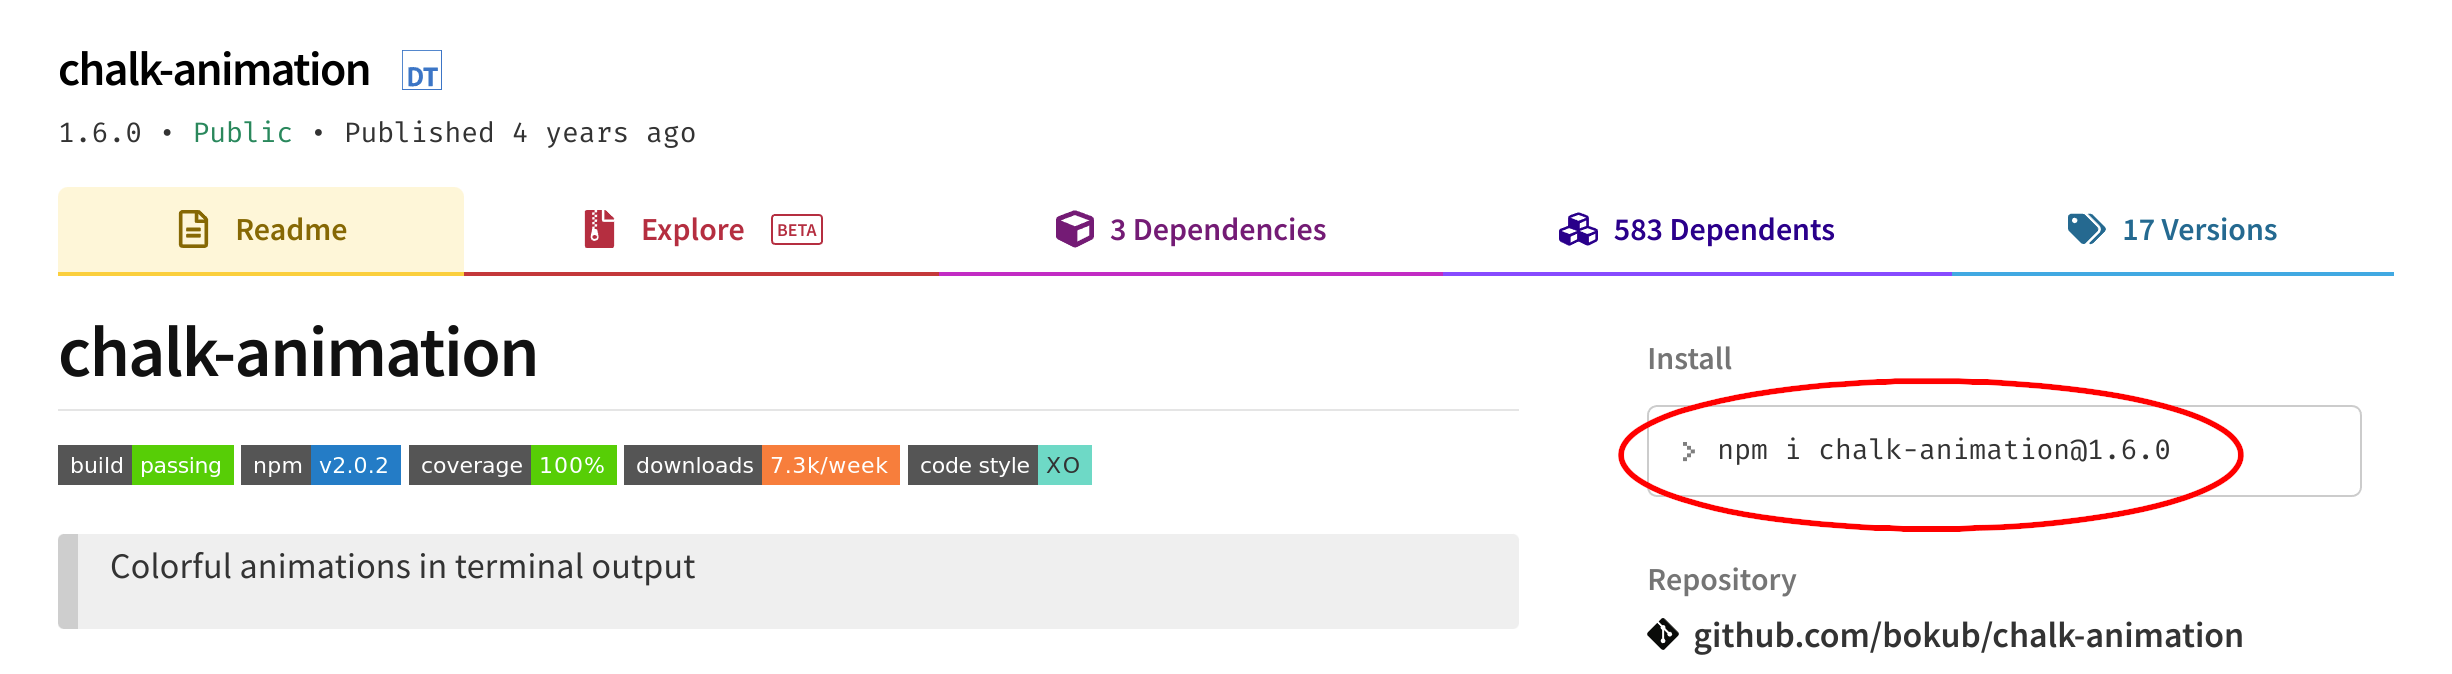 chalk-animation DT
1.6.0 • Public • Published 4 years ago
Readme
Explore BETA
3 Dependencies
583 Dependents
17 Versions
chalk-animation
build passing
npm v2.0.2
coverage 100%
downloads 7.3k/week
code style XO
Colorful animations in terminal output
Install
npm i chalk-animation@1.6.0
Repository
github.com/bokub/chalk-animation